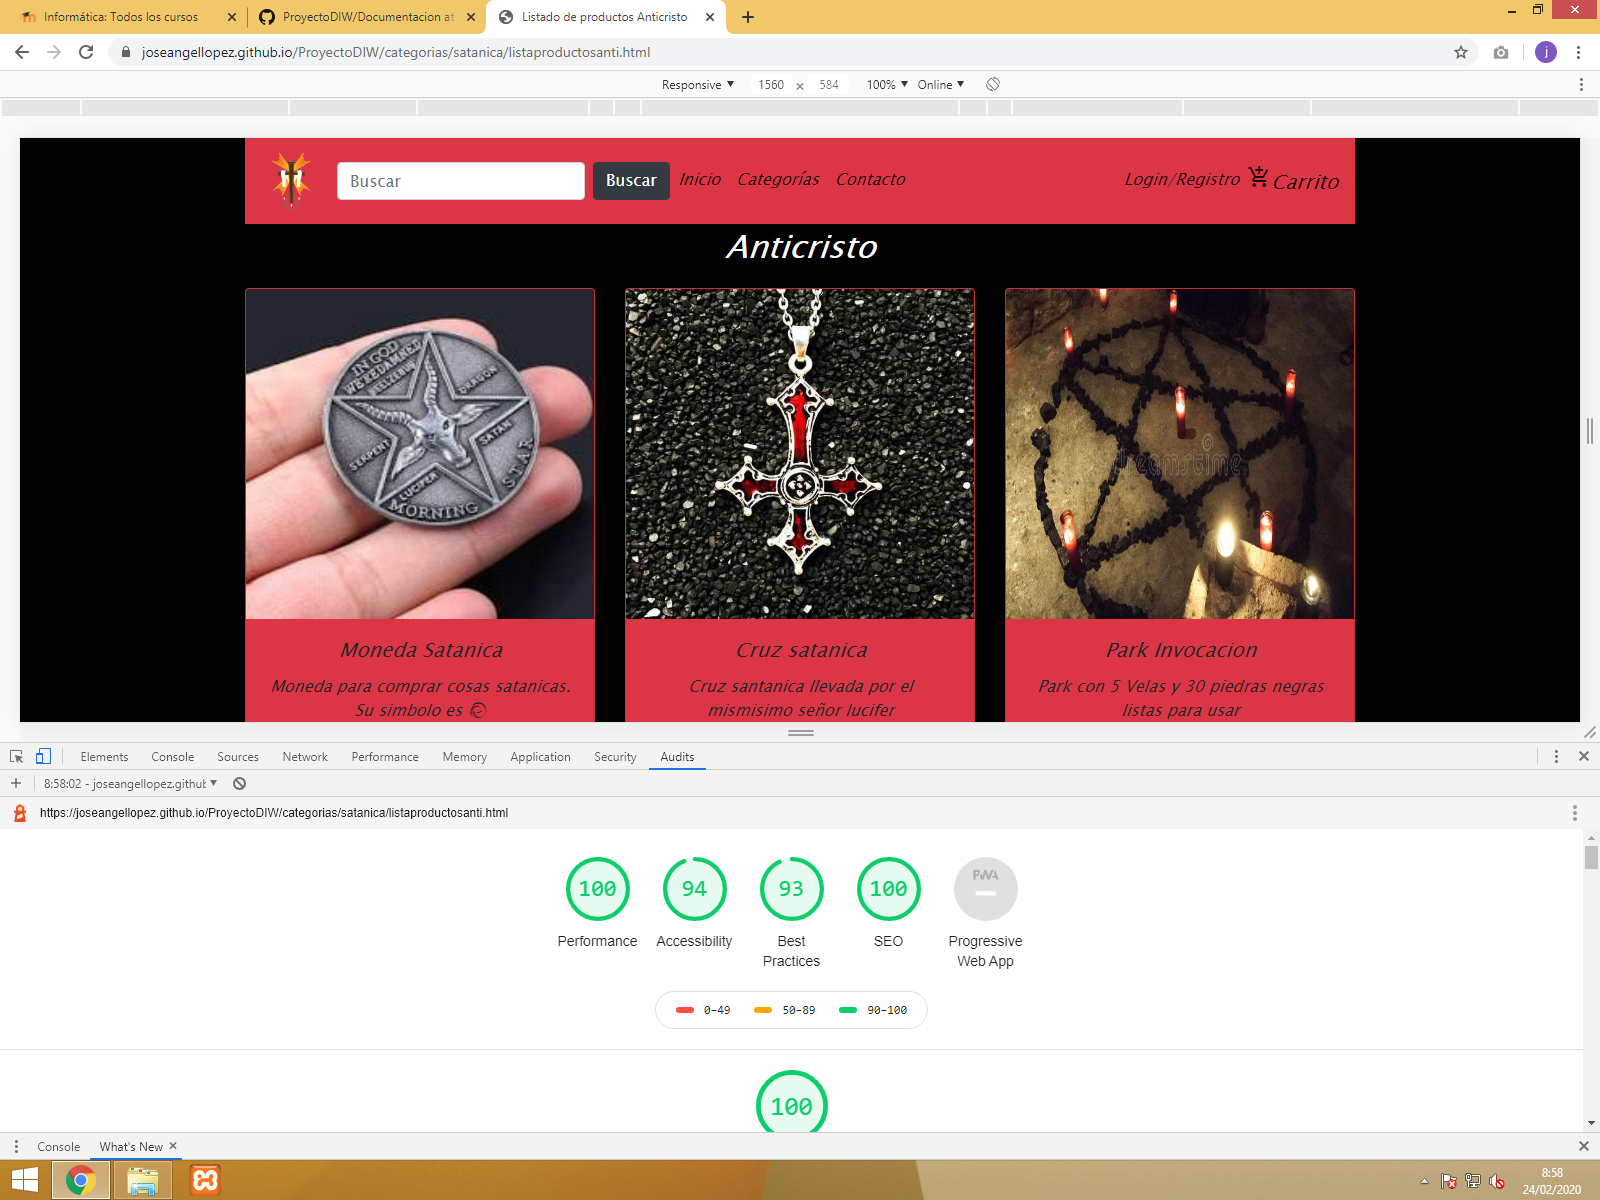 Informática: Todos los cursos
ProyectoDIW/Documentacion at
Listado de productos Anticristo
joseangellopez.github.io/ProyectoDIW/categorias/satanica/listaproductosanti.html
j
Responsive 1560 x 584 100% Online
Buscar Buscar Inicio Categorías Contacto Login/Registro Carrito
Anticristo
IN GOD
WE'RE DAMNED
DRAGON
SATAN
SERPENT
LUCIFER
MORNING
STAR
dreamstime
Moneda Satanica
Moneda para comprar cosas satanicas.
Su simbolo es
Cruz satanica
Cruz santanica llevada por el
mismisimo señor lucifer
Park Invocacion
Park con 5 Velas y 30 piedras negras
listas para usar
Elements Console Sources Network Performance Memory Application Security Audits
8:58:02 - joseangellopez.github
https://joseangellopez.github.io/ProyectoDIW/categorias/satanica/listaproductosanti.html
100 94 93 100 PWA
Performance Accessibility Best Practices SEO Progressive Web App
0–49 50–89 90–100
100
Console What's New
8:58
24/02/2020